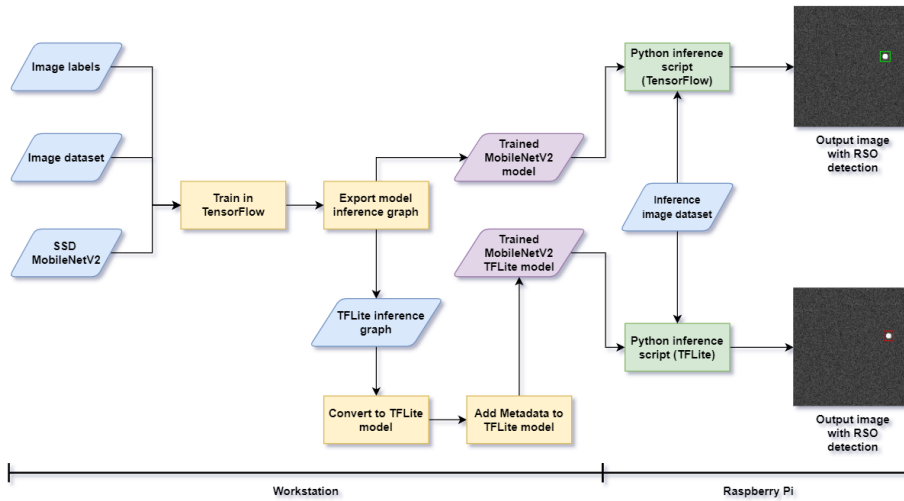 Image labels
Image dataset
SSD
MobileNetV2
Train in
TensorFlow
Export model
inference graph
Trained
MobileNetV2
model
Python inference
script
(TensorFlow)
Output image
with RSO
detection
Inference
image dataset
TFLite inference
graph
Convert to TFLite
model
Add Metadata to
TFLite model
Trained
MobileNetV2
TFLite model
Python inference
script (TFLite)
Output image
with RSO
detection
Workstation
Raspberry Pi